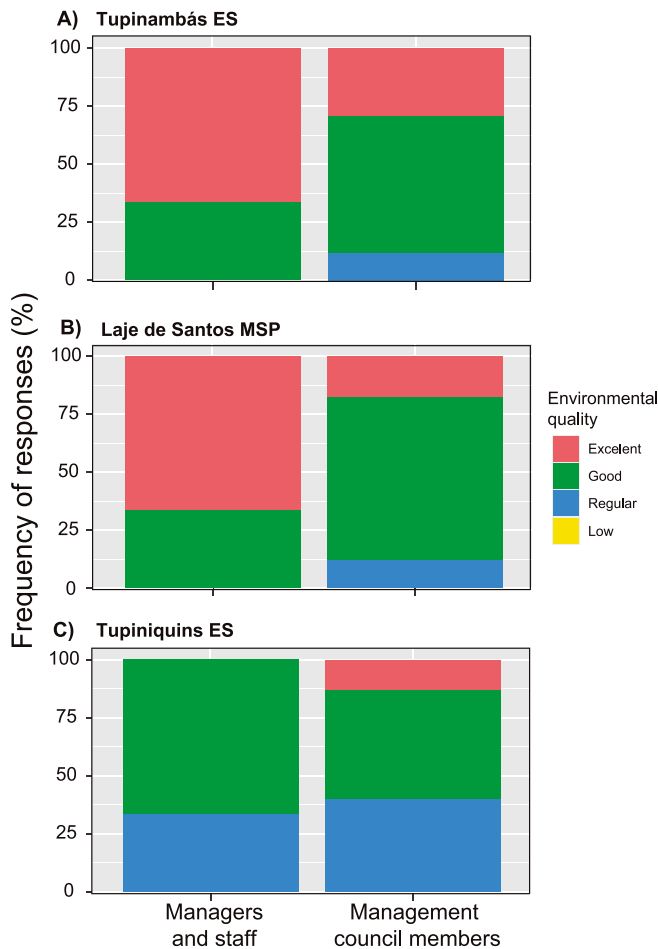 A) Tupinambás ES
100
75
50
25
0
B) Laje de Santos MSP
100
75
50
25
0
C) Tupiniquins ES
100
75
50
25
0
Frequency of responses (%)
Managers
and staff
Management
council members
Environmental
quality
Excelent
Good
Regular
Low